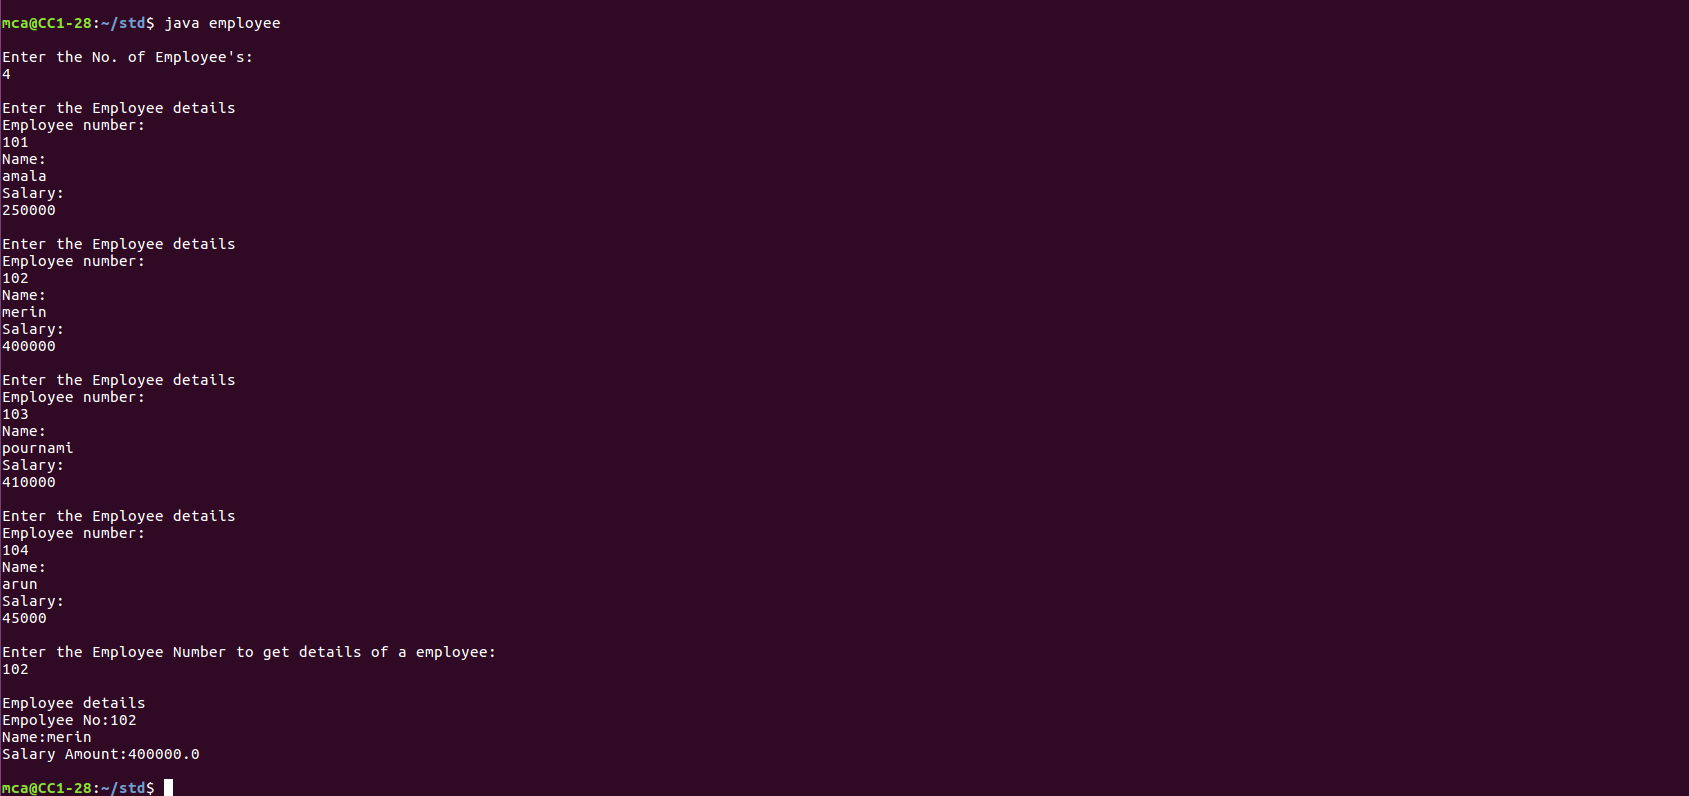 mca@CC1-28:~/std$ java employee
Enter the No. of Employee's:
4
Enter the Employee details
Employee number:
101
Name:
amala
Salary:
250000
Enter the Employee details
Employee number:
102
Name:
merin
Salary:
400000
Enter the Employee details
Employee number:
103
Name:
pournami
Salary:
410000
Enter the Employee details
Employee number:
104
Name:
arun
Salary:
45000
Enter the Employee Number to get details of a employee:
102
Employee details
Empolyee No:102
Name:merin
Salary Amount:400000.0
mca@CC1-28:~/std$